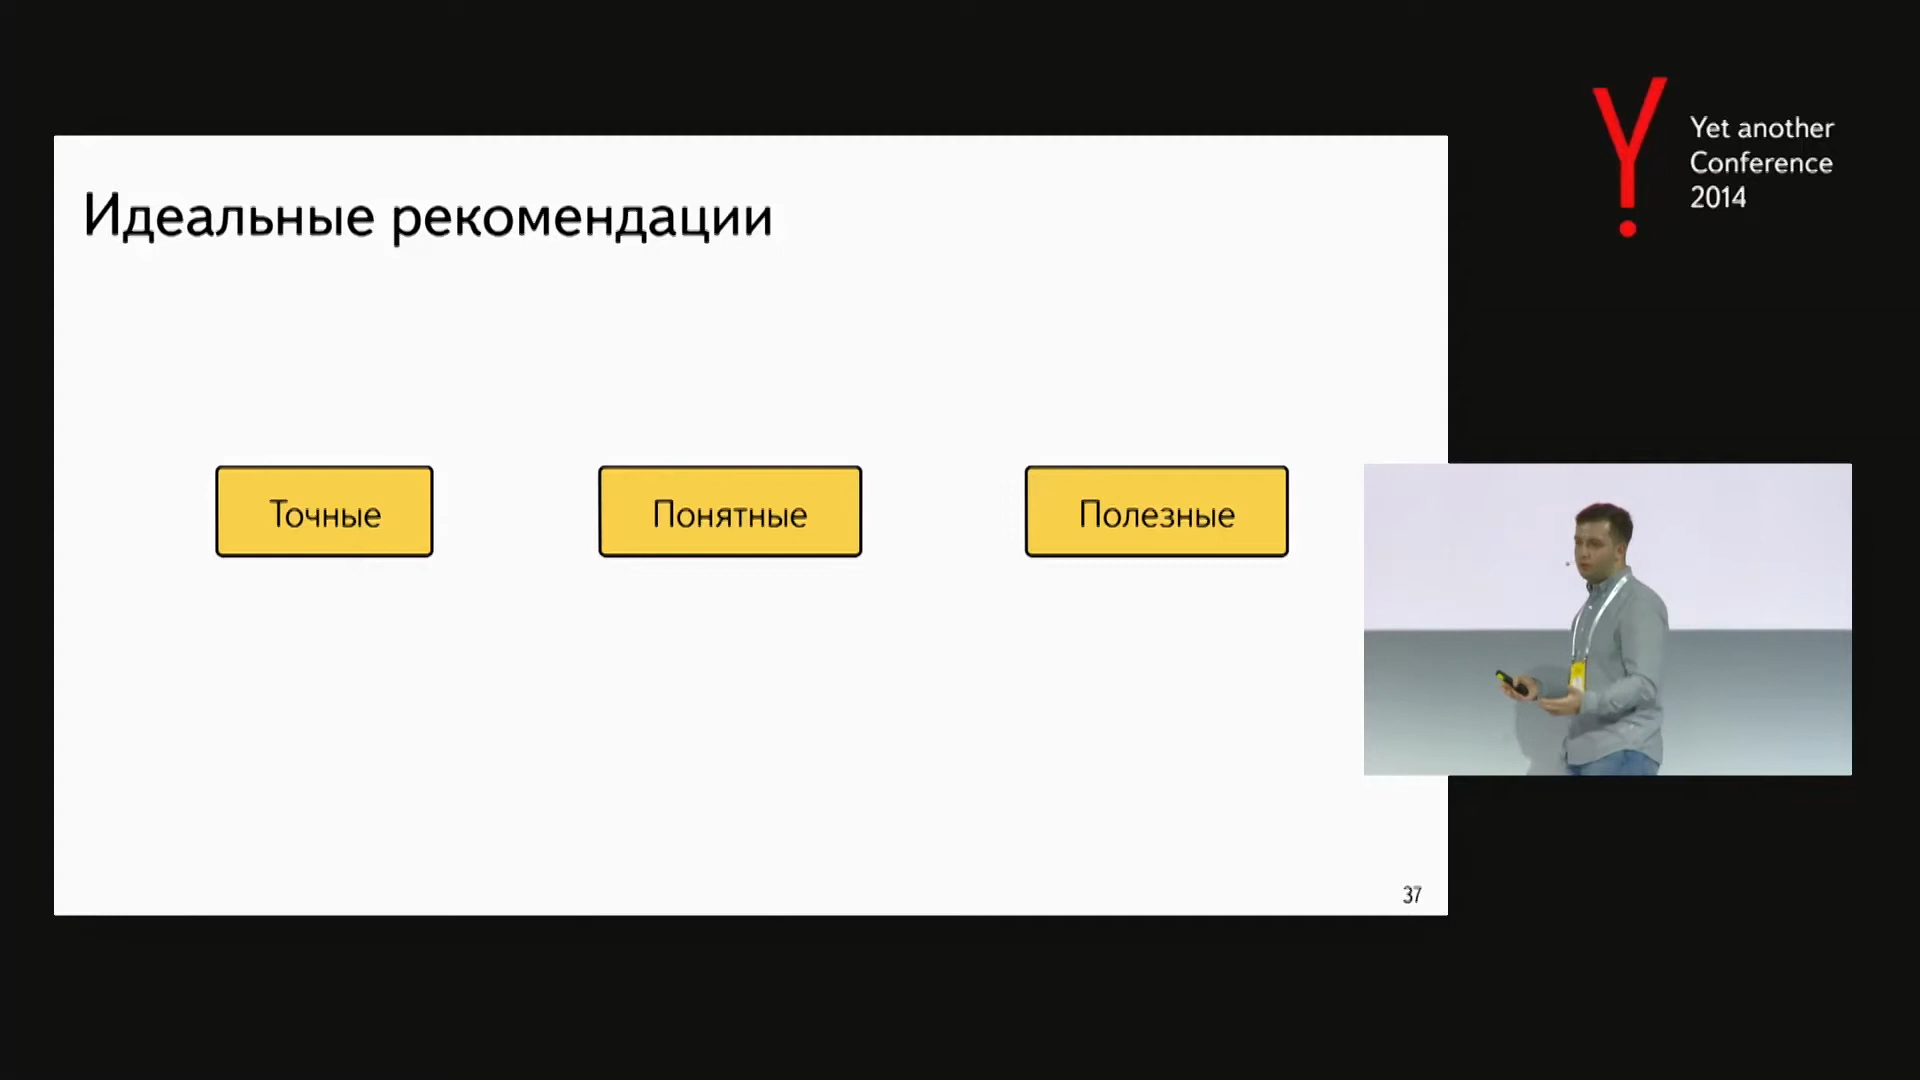 Идеальные рекомендации
Точные
Понятные
Полезные
37
Yet another
Conference
2014